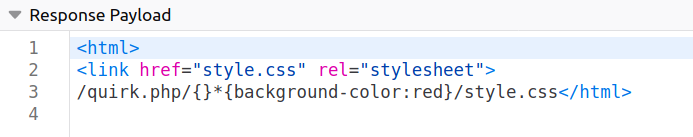 Response Payload
1 <html>
2 <link href="style.css" rel="stylesheet">
3 /quirk.php/{}*{background-color:red}/style.css</html>
4